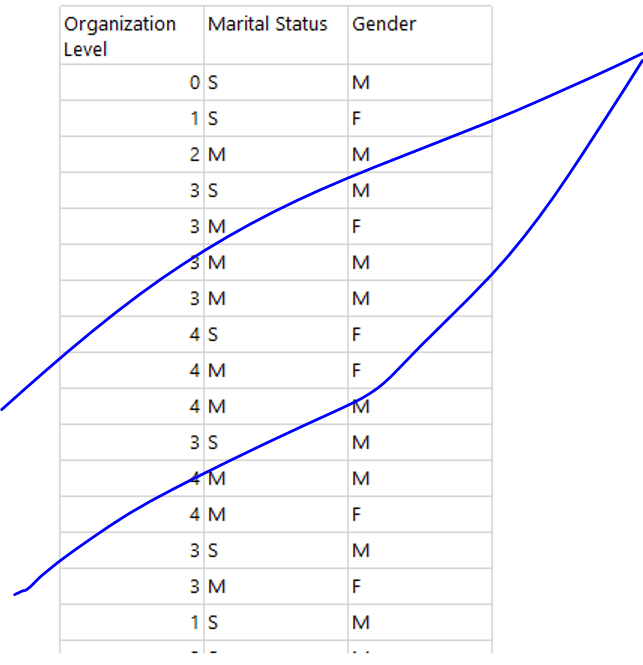 Organization Level Marital Status Gender
0 S M
1 S F
2 M M
3 S M
3 M F
3 M M
3 M M
4 S F
4 M F
4 M M
3 S M
4 M M
4 M F
3 S M
3 M F
1 S M